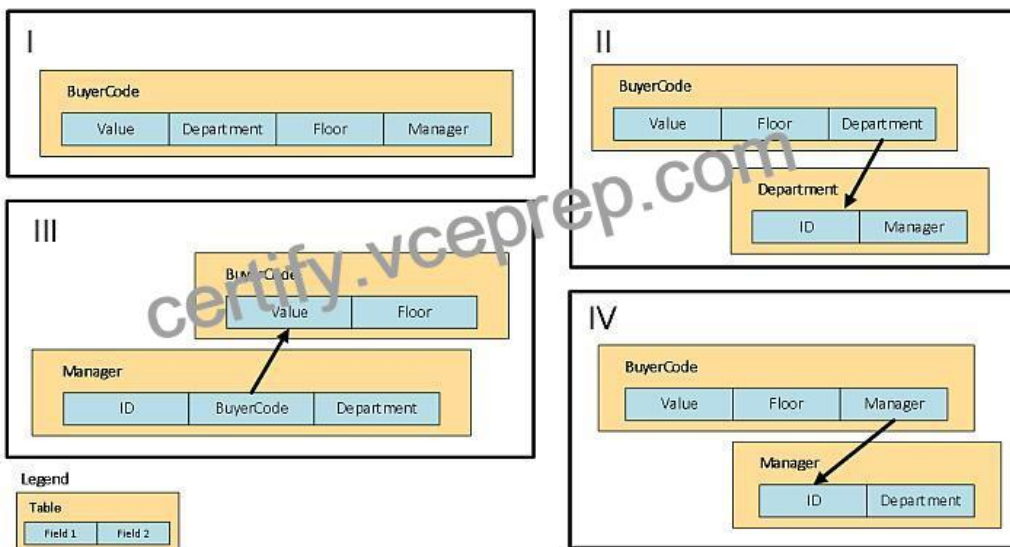 I
BuyerCode
Value Department Floor Manager
II
BuyerCode
Value Floor Department
Department
ID Manager
III
BuyerCode
Value Floor
Manager
ID BuyerCode Department
IV
BuyerCode
Value Floor Manager
Manager
ID Department
Legend
Table
Field 1 Field 2
certify.vceprep.com